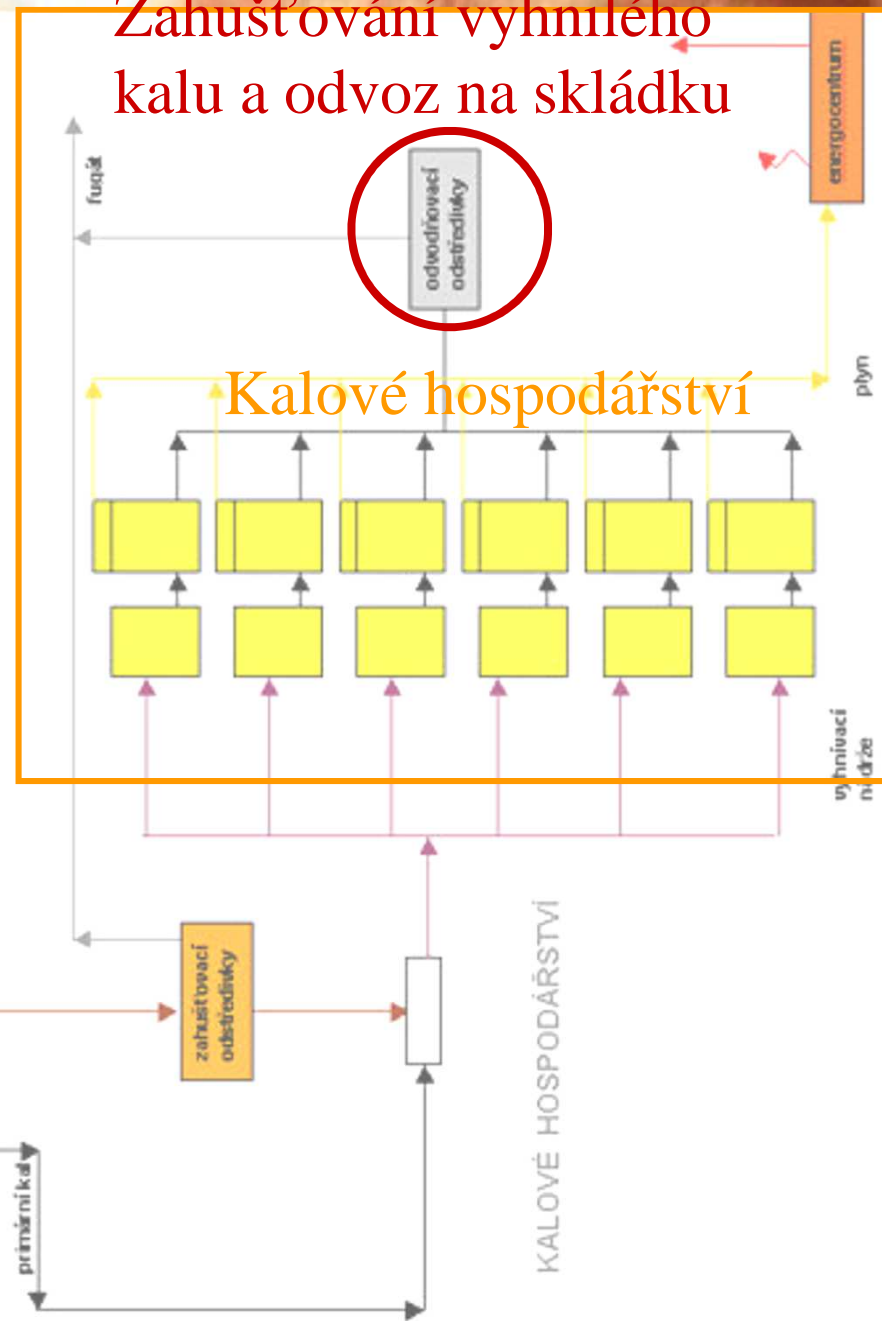 Zahušťování vyhnilého
kalu a odvoz na skládku
energocentrum
fugát
odvodňovací
odstředivky
plyn
Kalové hospodářství
vyhnívací
nádrže
zahušťovací
odstředivky
KALOVÉ HOSPODÁŘSTVÍ
primární kal